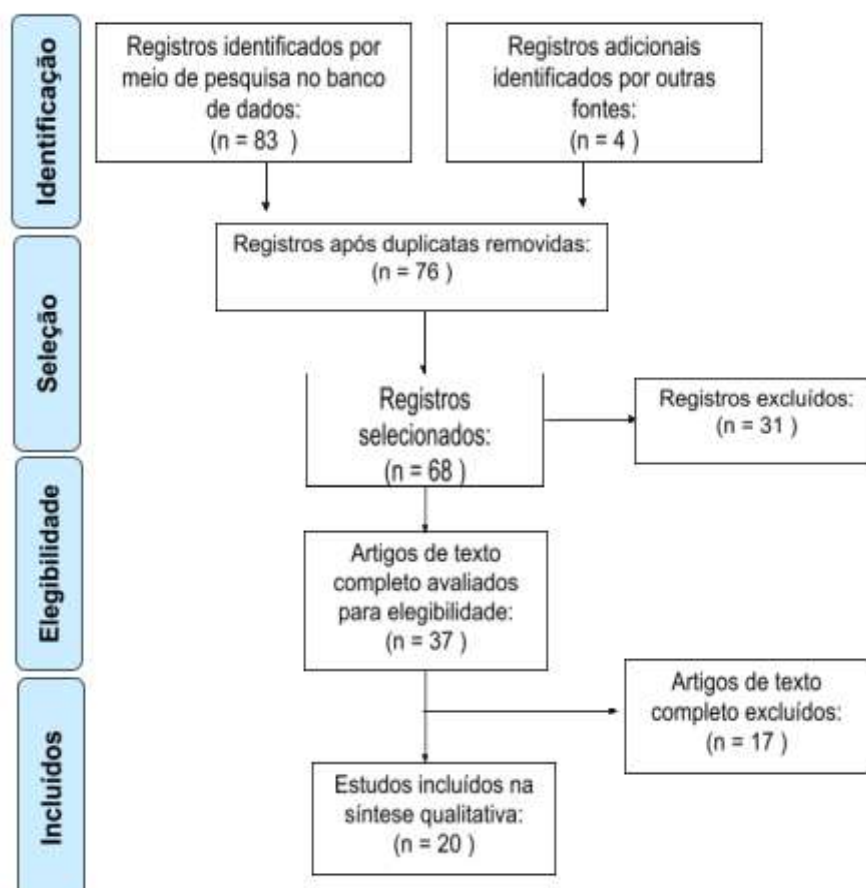 Identificação
Registros identificados por
meio de pesquisa no banco
de dados:
(n = 83 )
Registros adicionais
identificados por outras
fontes:
(n = 4 )
Seleção
Registros após duplicatas removidas:
(n = 76 )
Registros
selecionados:
(n = 68 )
Registros excluídos:
(n = 31 )
Elegibilidade
Artigos de texto
completo avaliados
para elegibilidade:
(n = 37 )
Artigos de texto
completo excluídos:
(n = 17 )
Incluídos
Estudos incluídos na
síntese qualitativa:
(n = 20 )